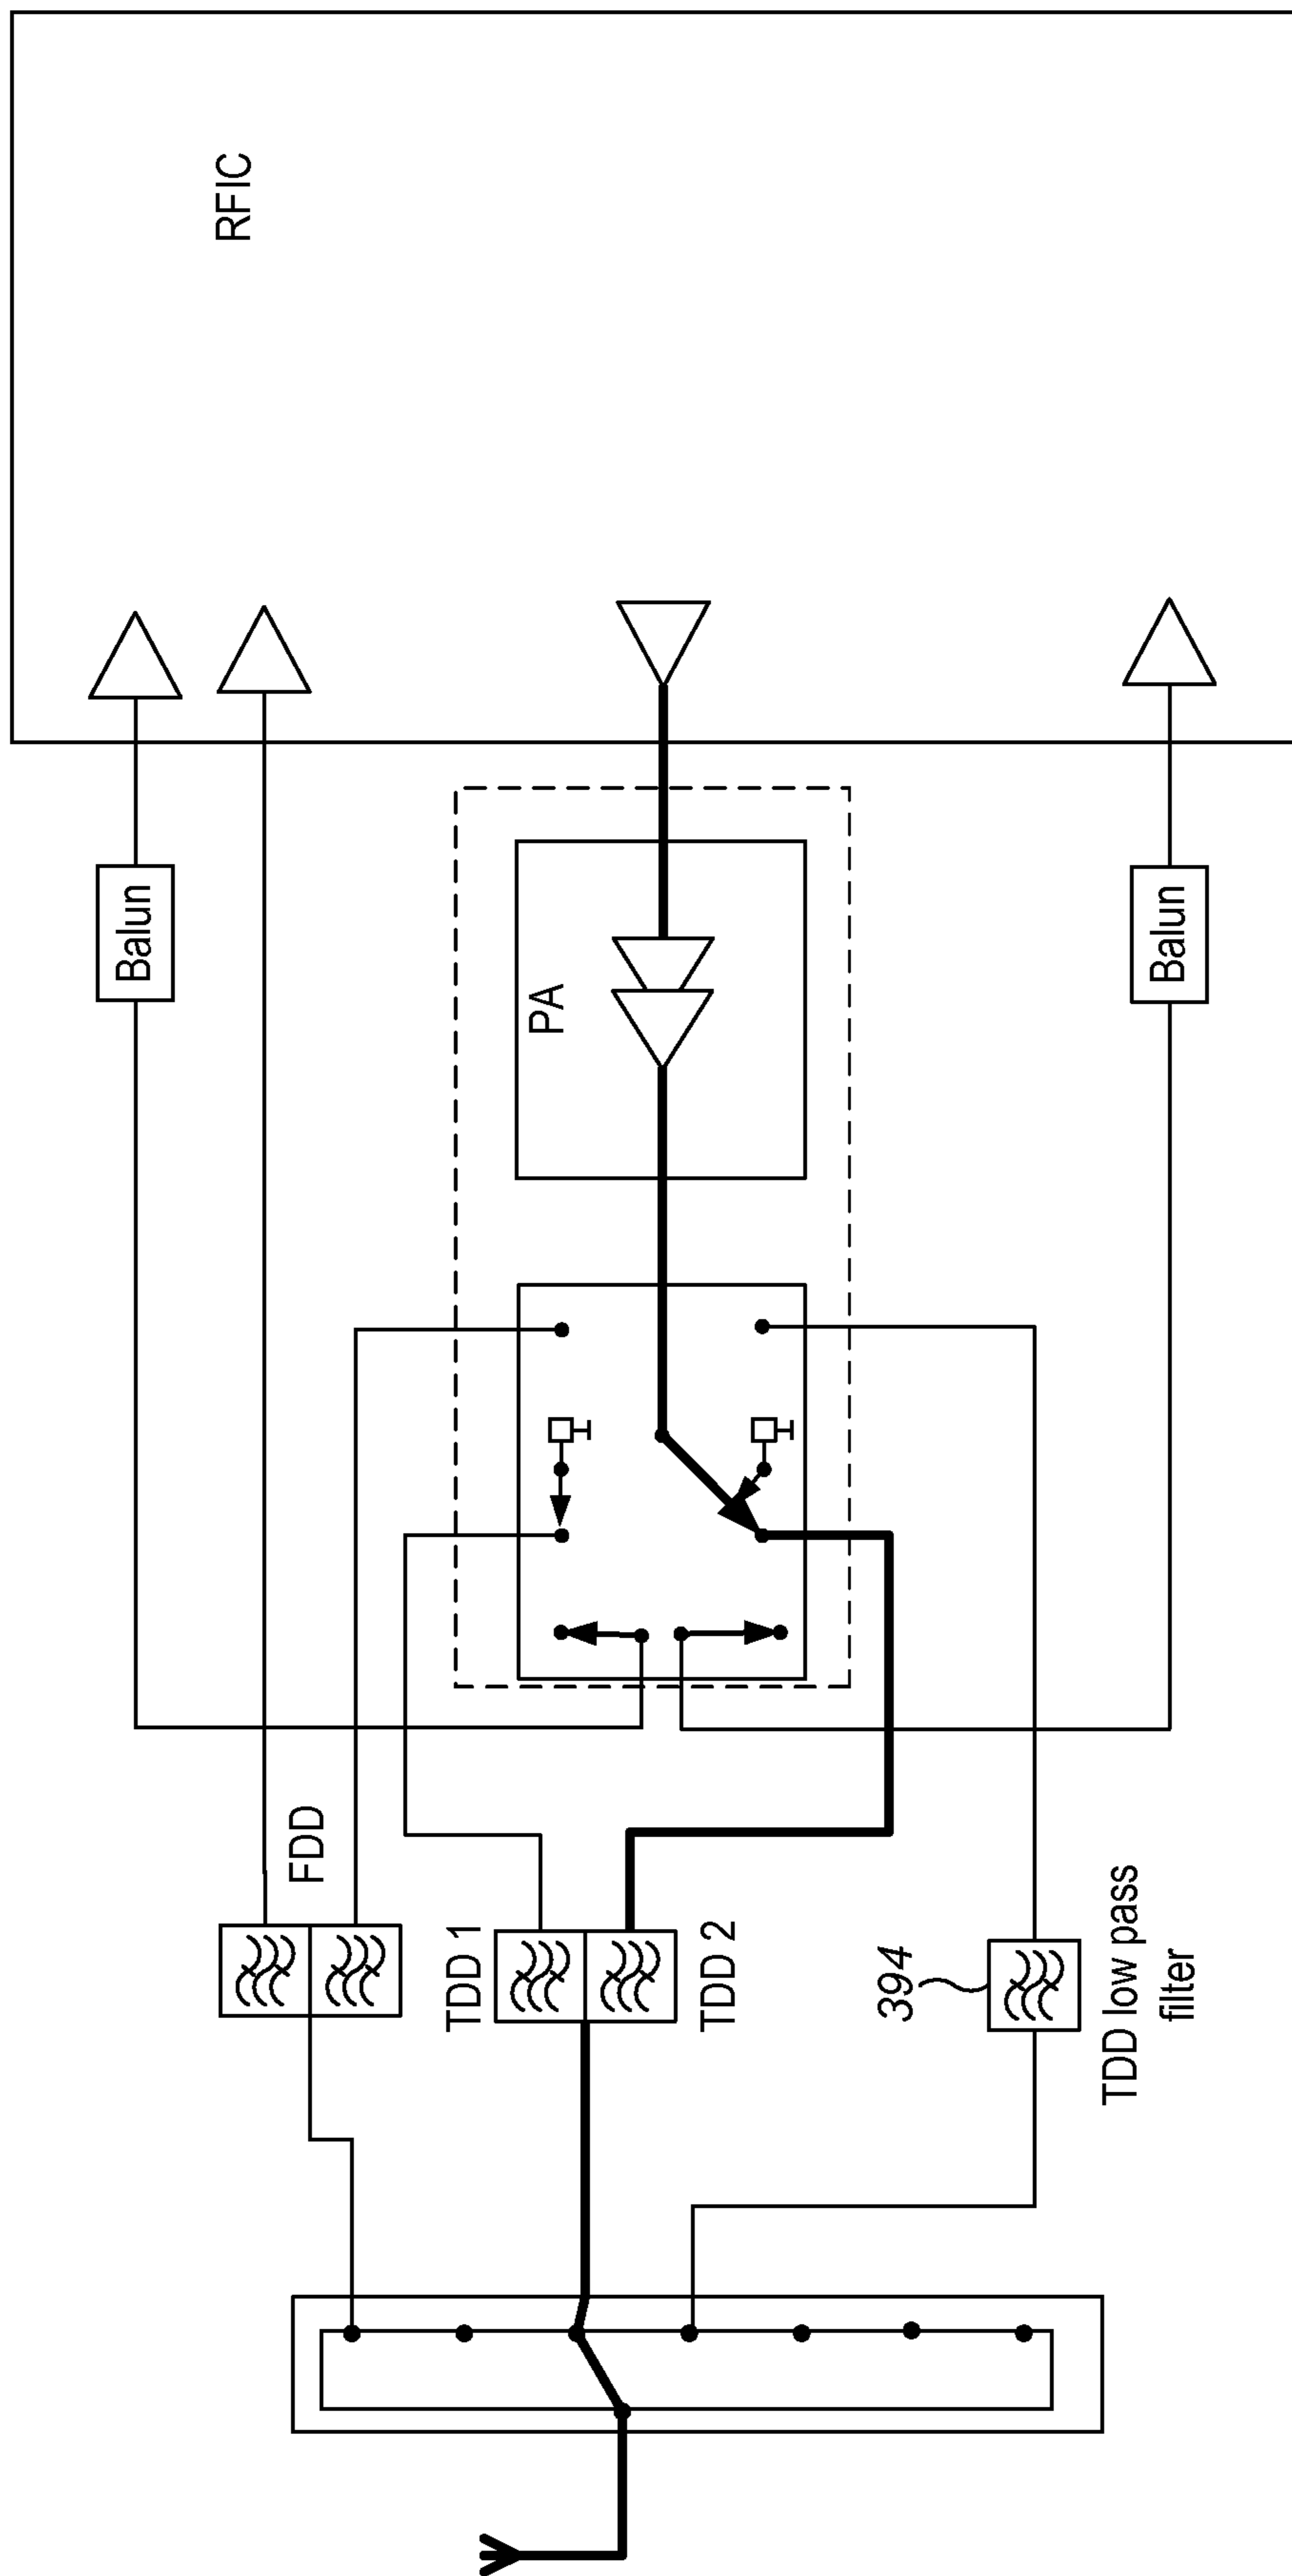 RFIC
Balun
PA
Balun
FDD
TDD 1
TDD 2
394
TDD low pass
filter